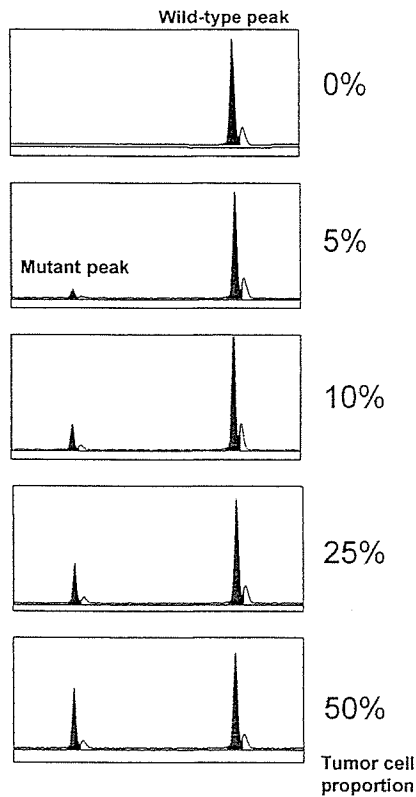 Wild-type peak
0%
5%
Mutant peak
10%
25%
50%
Tumor cell
proportion